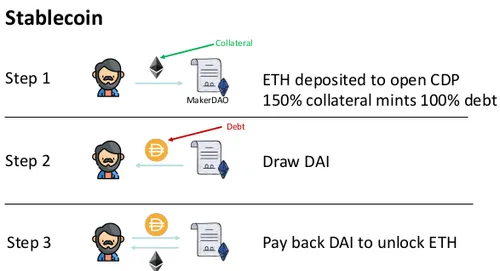 Stablecoin
Collateral
Step 1
MakerDAO
ETH deposited to open CDP
150% collateral mints 100% debt
Debt
Step 2
Draw DAI
Step 3
Pay back DAI to unlock ETH